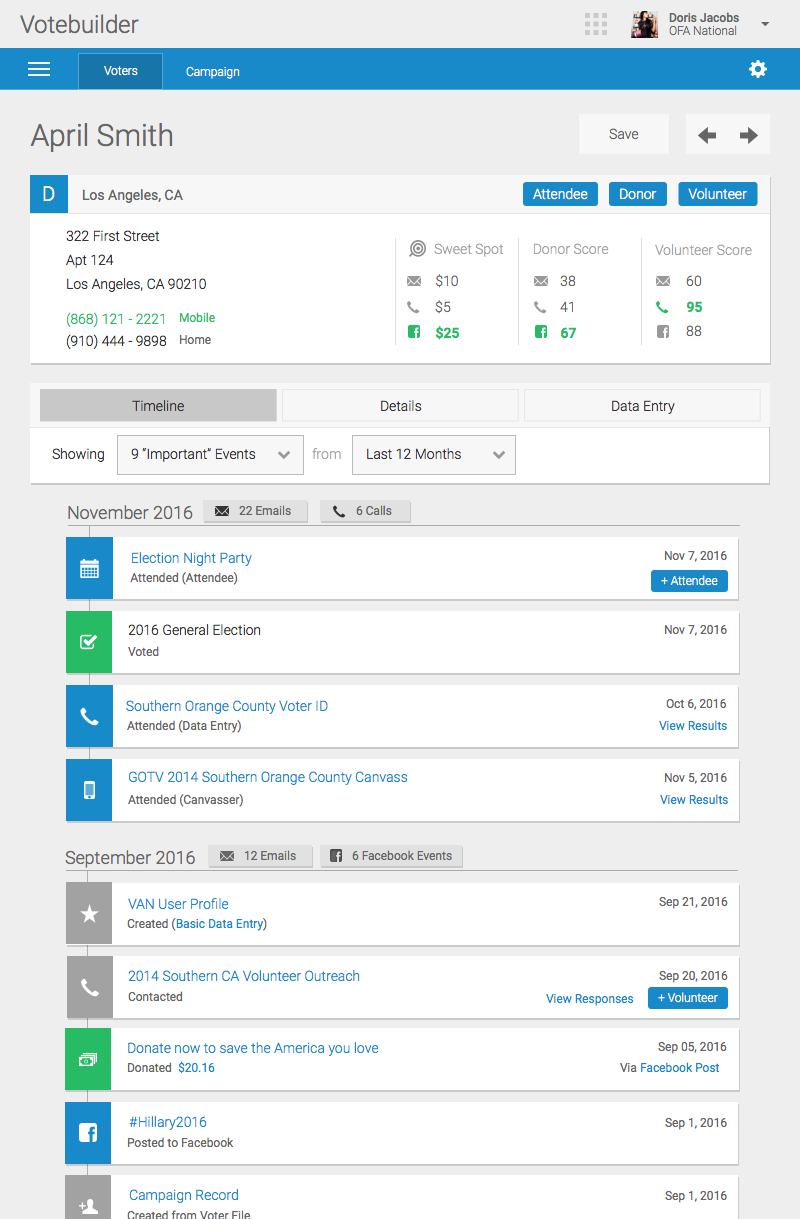 Votebuilder
Doris Jacobs
OFA National
Voters
Campaign
April Smith
Save
D
Los Angeles, CA
Attendee
Donor
Volunteer
322 First Street
Apt 124
Los Angeles, CA 90210
(868) 121 - 2221 Mobile
(910) 444 - 9898 Home
Sweet Spot
$10
$5
$25
Donor Score
38
41
67
Volunteer Score
60
95
88
Timeline
Details
Data Entry
Showing
9 “Important” Events
from
Last 12 Months
November 2016
22 Emails
6 Calls
Election Night Party
Nov 7, 2016
Attended (Attendee)
+ Attendee
2016 General Election
Nov 7, 2016
Voted
Southern Orange County Voter ID
Oct 6, 2016
Attended (Data Entry)
View Results
GOTV 2014 Southern Orange County Canvass
Nov 5, 2016
Attended (Canvasser)
View Results
September 2016
12 Emails
6 Facebook Events
VAN User Profile
Sep 21, 2016
Created (Basic Data Entry)
2014 Southern CA Volunteer Outreach
Sep 20, 2016
Contacted
View Responses
+ Volunteer
Donate now to save the America you love
Sep 05, 2016
Donated $20.16
Via Facebook Post
#Hillary2016
Sep 1, 2016
Posted to Facebook
Campaign Record
Sep 1, 2016
Created from Voter File